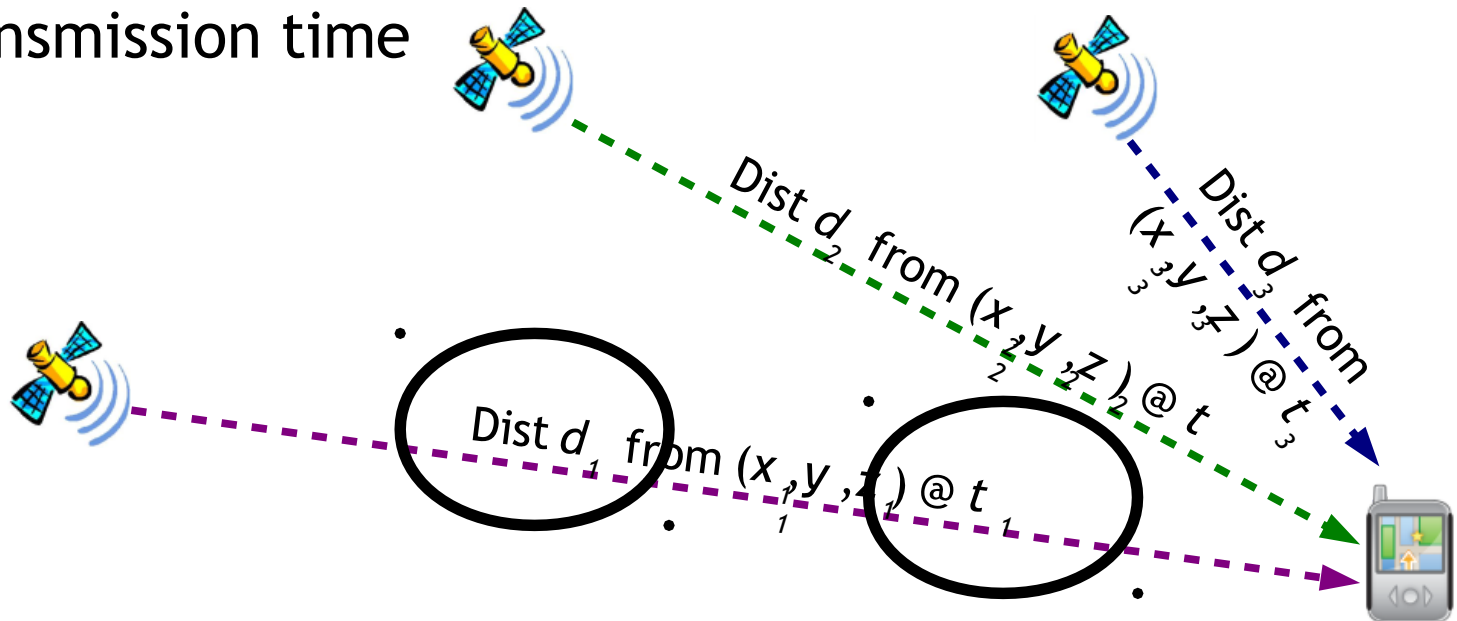 nsmission time
Dist d₂ from (x₂,y₂,z₂) @ t₂
Dist d₃ from
(x₃,y₃,z₃) @ t₃
Dist d₁ from (x₁,y₁,z₁) @ t₁